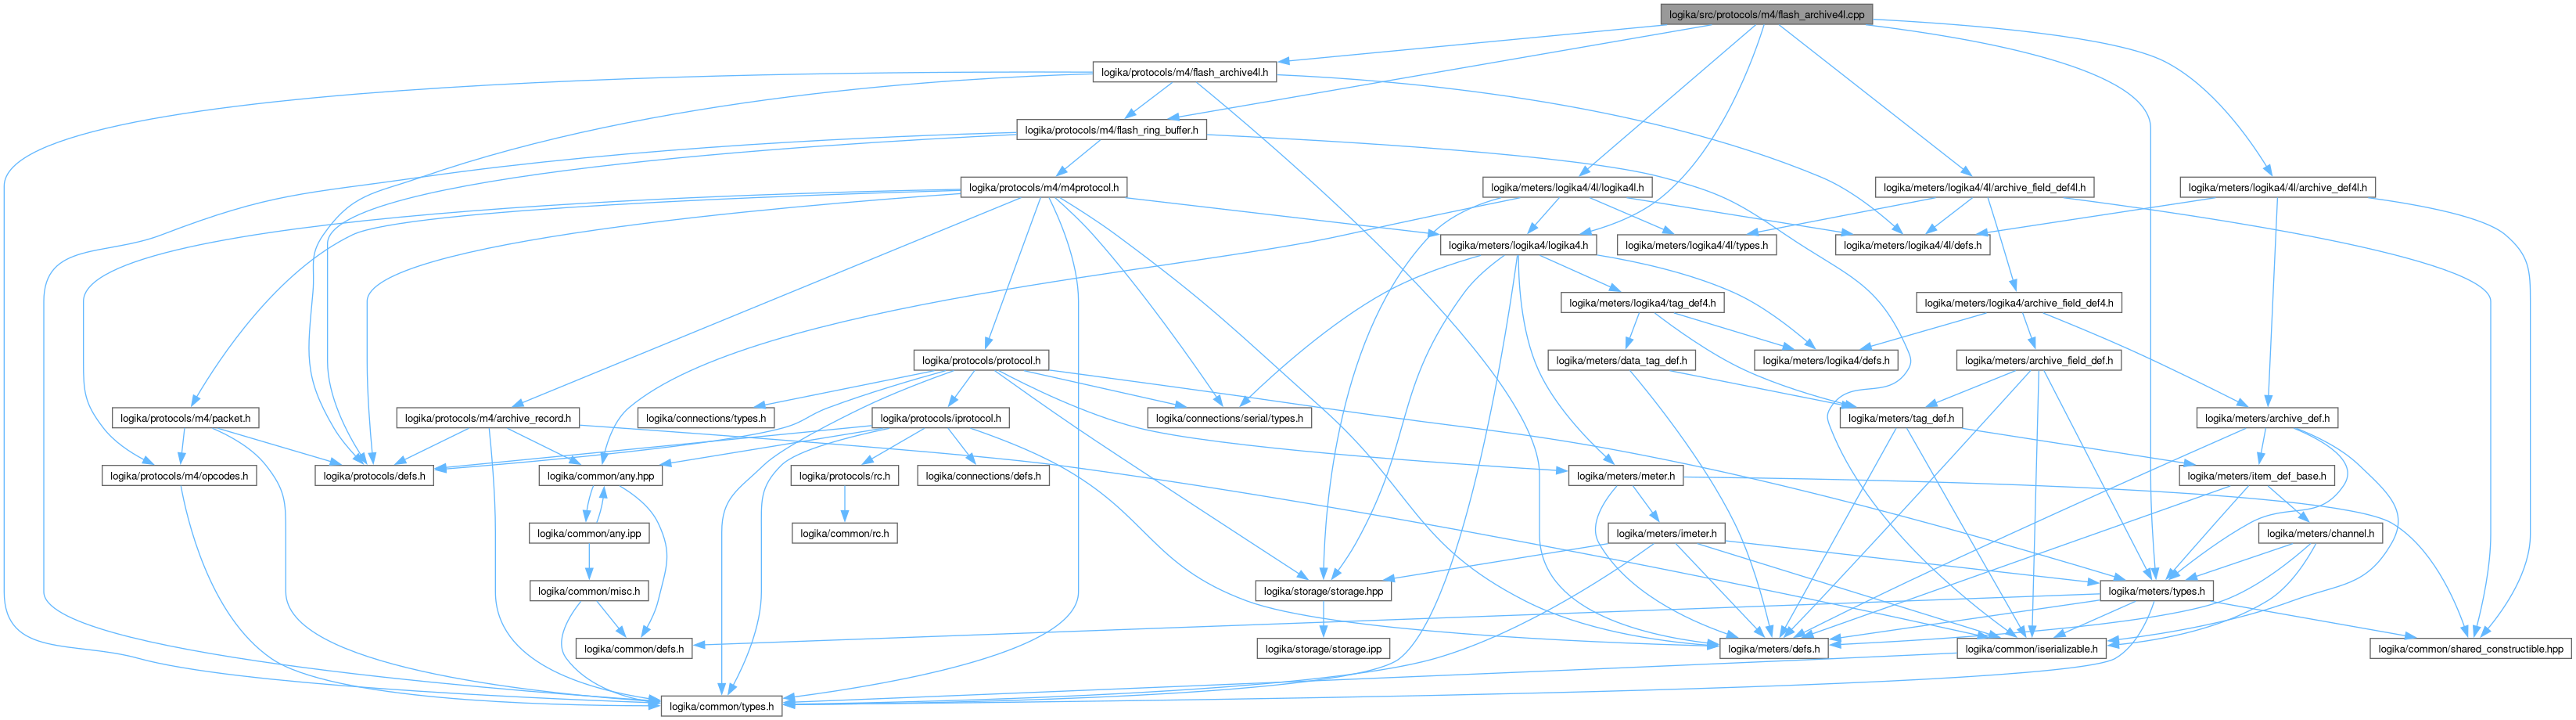 logika/src/protocols/m4/flash_archive4l.cpp
logika/protocols/m4/flash_archive4l.h
logika/protocols/m4/flash_ring_buffer.h
logika/protocols/m4/m4protocol.h
logika/meters/logika4/4l/logika4l.h
logika/meters/logika4/4l/archive_field_def4l.h
logika/meters/logika4/4l/archive_def4l.h
logika/meters/logika4/logika4.h
logika/meters/logika4/4l/types.h
logika/meters/logika4/4l/defs.h
logika/meters/logika4/tag_def4.h
logika/meters/logika4/archive_field_def4.h
logika/protocols/protocol.h
logika/meters/data_tag_def.h
logika/meters/logika4/defs.h
logika/meters/archive_field_def.h
logika/protocols/m4/packet.h
logika/protocols/m4/archive_record.h
logika/connections/types.h
logika/protocols/iprotocol.h
logika/connections/serial/types.h
logika/meters/tag_def.h
logika/meters/archive_def.h
logika/protocols/m4/opcodes.h
logika/protocols/defs.h
logika/common/any.hpp
logika/protocols/rc.h
logika/connections/defs.h
logika/meters/meter.h
logika/meters/item_def_base.h
logika/common/any.ipp
logika/common/rc.h
logika/meters/imeter.h
logika/meters/channel.h
logika/common/misc.h
logika/storage/storage.hpp
logika/meters/types.h
logika/common/defs.h
logika/storage/storage.ipp
logika/meters/defs.h
logika/common/iserializable.h
logika/common/shared_constructible.hpp
logika/common/types.h